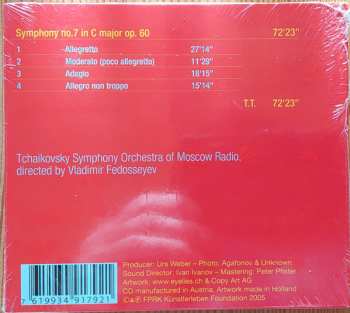 Symphony no.7 in C major op. 60 72'23"
1 Allegretto 27'14"
2 Moderato (poco allegretto) 11'29"
3 Adagio 18'15"
4 Allegro non troppo 15'14"
T.T. 72'23"
Tchaikovsky Symphony Orchestra of Moscow Radio,
directed by Vladimir Fedosseyev
Producer: Urs Weber – Photo: Agafonov & Unknown
Sound Director: Ivan Ivanov – Mastering: Peter Pfister
Artwork: www.eyelies.ch & Copy Art AG
CD manufactured in Austria, Artwork made in Holland
©+℗ FPRK Künstlerleben Foundation 2005
7 619934 917921